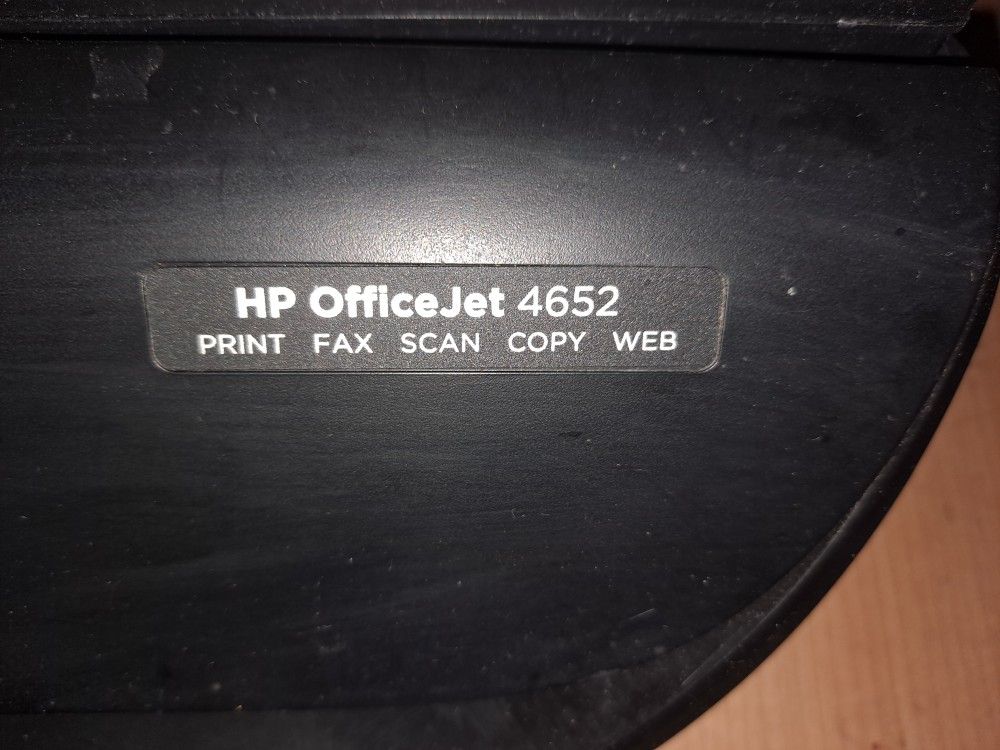 HP OfficeJet 4652
PRINT FAX SCAN COPY WEB